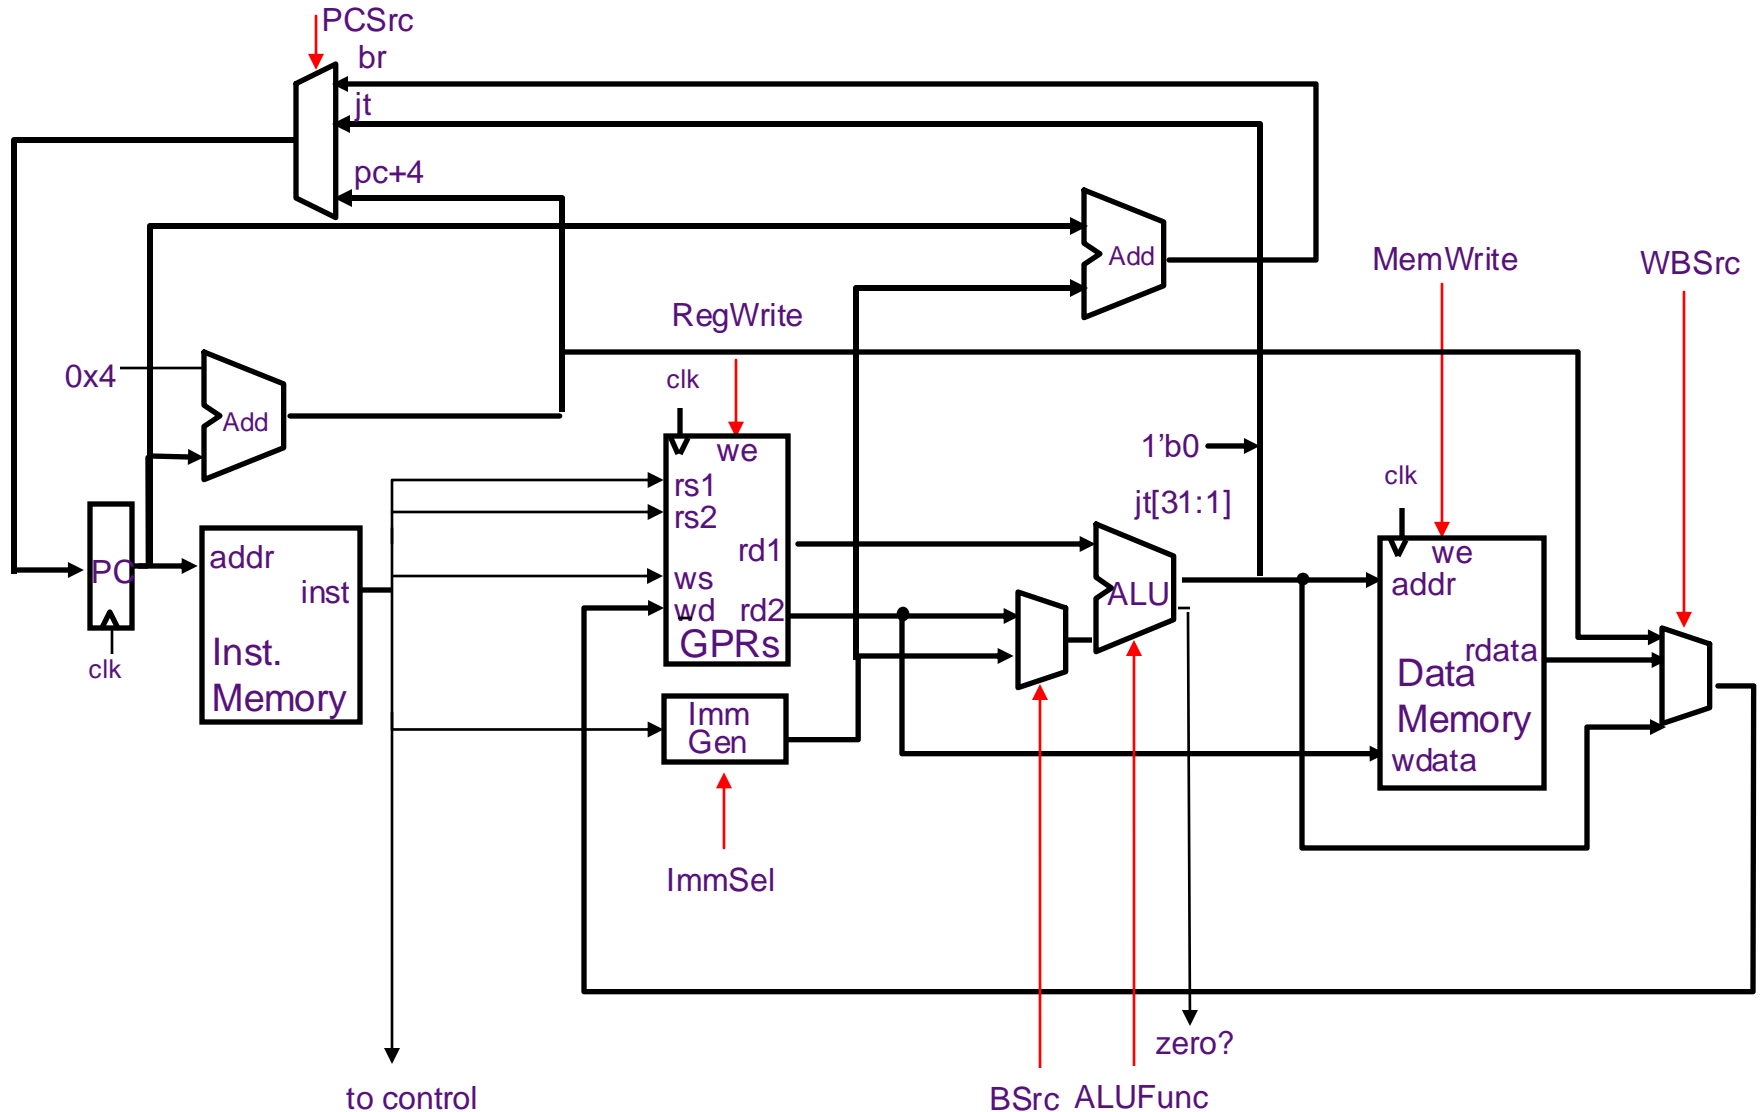 PCSrc
br
jt
pc+4
Add
MemWrite
WBSrc
RegWrite
0x4
clk
Add
we
1'b0
clk
rs1
rs2
jt[31:1]
PC
addr
inst
rd1
we
addr
ws
ALU
wd
rd2
GPRs
clk
Inst.
Memory
rdata
Data
Memory
Imm
Gen
wdata
ImmSel
zero?
to control
BSrc
ALUFunc